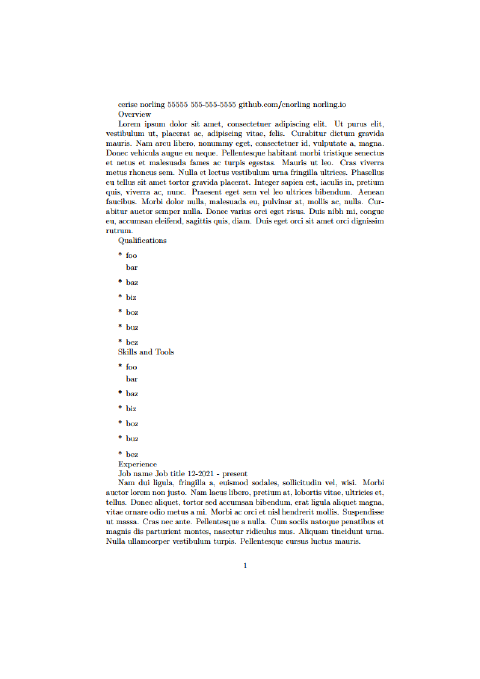 cerise norling 55555 555-555-5555 github.com/cnorling norling.io
Overview
Lorem ipsum dolor sit amet, consectetuer adipiscing elit. Ut purus elit,
vestibulum ut, placerat ac, adipiscing vitae, felis. Curabitur dictum gravida
mauris. Nam arcu libero, nonummy eget, consectetuer id, vulputate a, magna.
Donec vehicula augue eu neque. Pellentesque habitant morbi tristique senectus
et netus et malesuada fames ac turpis egestas. Mauris ut leo. Cras viverra
metus rhoncus sem. Nulla et lectus vestibulum urna fringilla ultrices. Phasellus
eu tellus sit amet tortor gravida placerat. Integer sapien est, iaculis in, pretium
quis, viverra ac, nunc. Praesent eget sem vel leo ultrices bibendum. Aenean
faucibus. Morbi dolor nulla, malesuada eu, pulvinar at, mollis ac, nulla. Cur-
abitur auctor semper nulla. Donec varius orci eget risus. Duis nibh mi, congue
eu, accumsan eleifend, sagittis quis, diam. Duis eget orci sit amet orci dignissim
rutrum.
Qualifications
* foo
bar
* baz
* biz
* boz
* buz
* bez
Skills and Tools
* foo
bar
* baz
* biz
* boz
* buz
* bez
Experience
Job name Job title 12-2021 - present
Nam dui ligula, fringilla a, euismod sodales, sollicitudin vel, wisi. Morbi
auctor lorem non justo. Nam lacus libero, pretium at, lobortis vitae, ultricies et,
tellus. Donec aliquet, tortor sed accumsan bibendum, erat ligula aliquet magna,
vitae ornare odio metus a mi. Morbi ac orci et nisl hendrerit mollis. Suspendisse
ut massa. Cras nec ante. Pellentesque a nulla. Cum sociis natoque penatibus et
magnis dis parturient montes, nascetur ridiculus mus. Aliquam tincidunt urna.
Nulla ullamcorper vestibulum turpis. Pellentesque cursus luctus mauris.
1